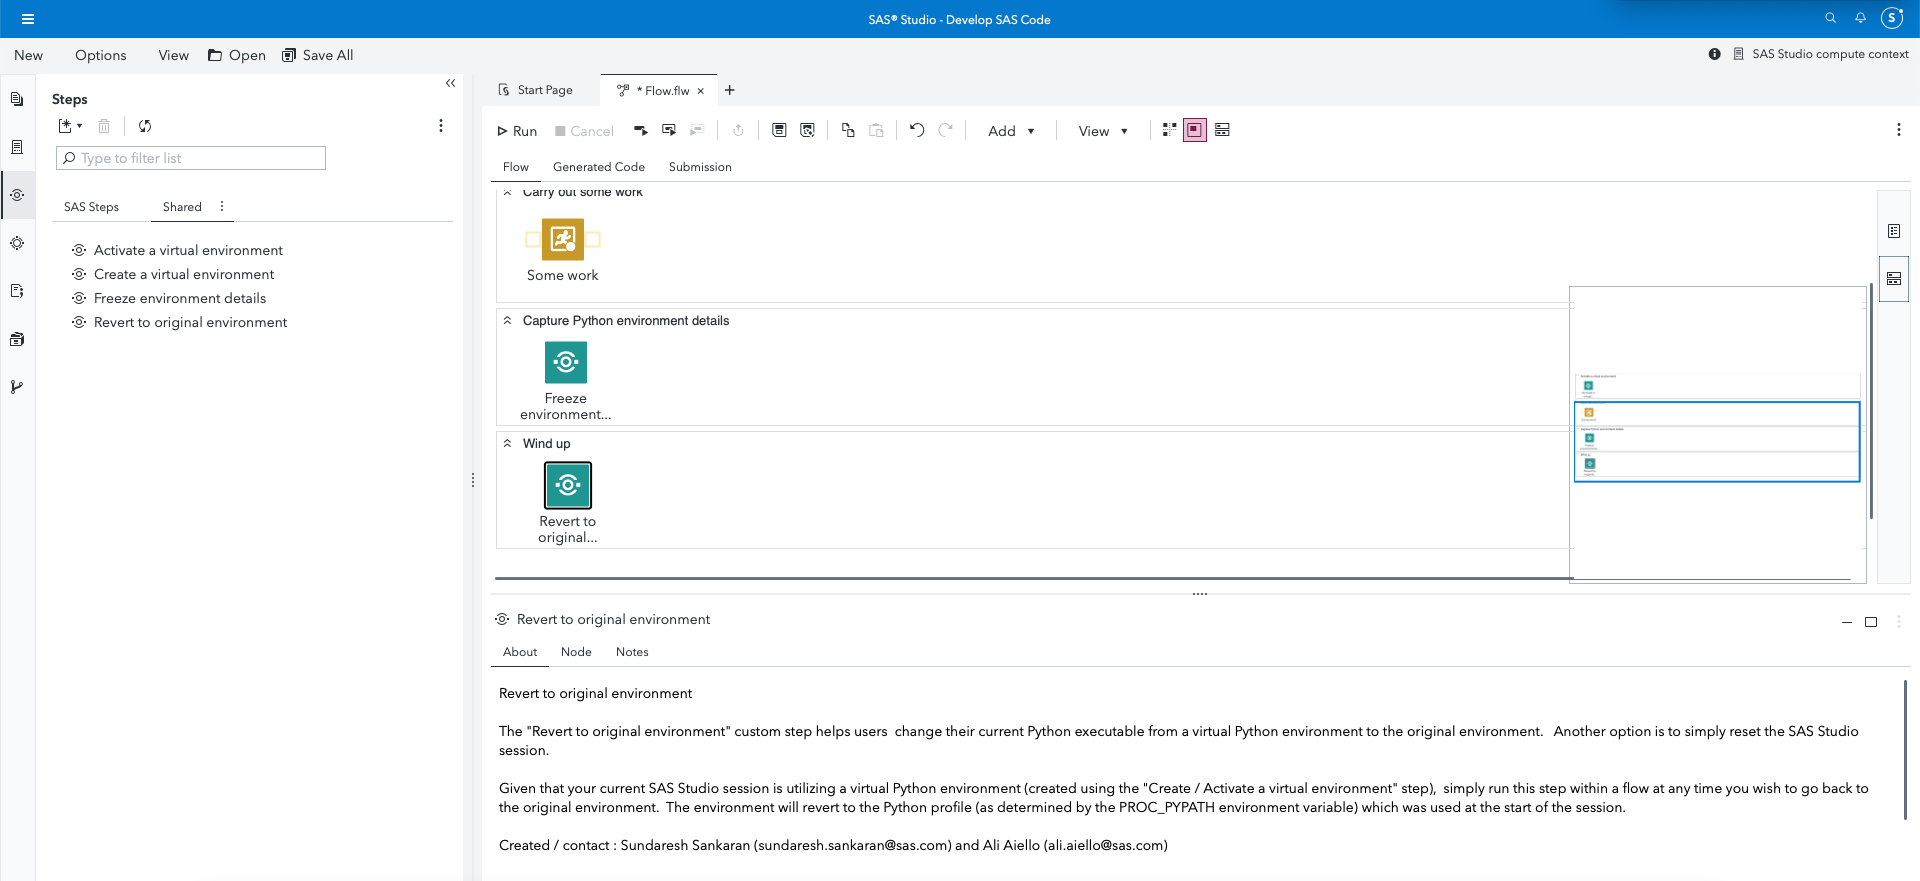 SAS® Studio - Develop SAS Code
S
New Options View Open Save All
SAS Studio compute context
Steps
Type to filter list
SAS Steps Shared
Activate a virtual environment
Create a virtual environment
Freeze environment details
Revert to original environment
Start Page * Flow.flw
Run Cancel Add View
Flow Generated Code Submission
Carry out some work
Some work
Capture Python environment details
Freeze
environment...
Wind up
Revert to
original...
Revert to original environment
About Node Notes
Revert to original environment
The "Revert to original environment" custom step helps users  change their current Python executable from a virtual Python environment to the original environment.   Another option is to simply reset the SAS Studio
session.
Given that your current SAS Studio session is utilizing a virtual Python environment (created using the "Create / Activate a virtual environment" step),  simply run this step within a flow at any time you wish to go back to
the original environment.  The environment will revert to the Python profile (as determined by the PROC_PYPATH environment variable) which was used at the start of the session.
Created / contact : Sundaresh Sankaran (sundaresh.sankaran@sas.com) and Ali Aiello (ali.aiello@sas.com)